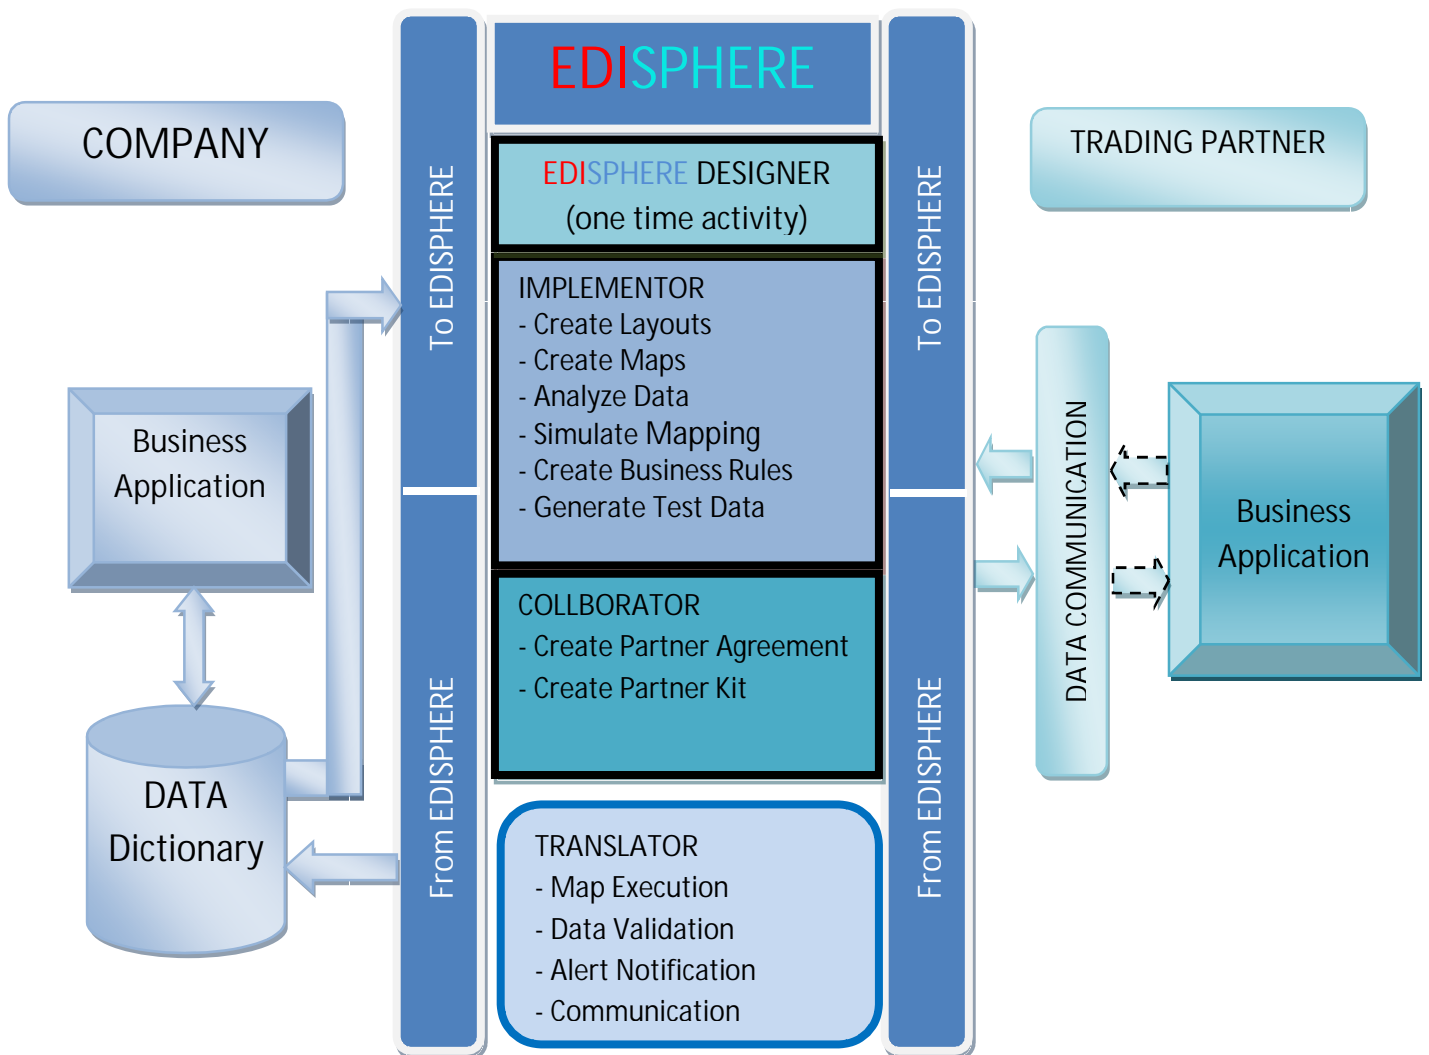 EDISPHERE
COMPANY
TRADING PARTNER
EDISPHERE DESIGNER
(one time activity)
To EDISPHERE
To EDISPHERE
IMPLEMENTOR
- Create Layouts
- Create Maps
- Analyze Data
- Simulate Mapping
- Create Business Rules
- Generate Test Data
Business
Application
DATA COMMUNICATION
Business
Application
COLLBORATOR
- Create Partner Agreement
- Create Partner Kit
From EDISPHERE
From EDISPHERE
DATA
Dictionary
TRANSLATOR
- Map Execution
- Data Validation
- Alert Notification
- Communication